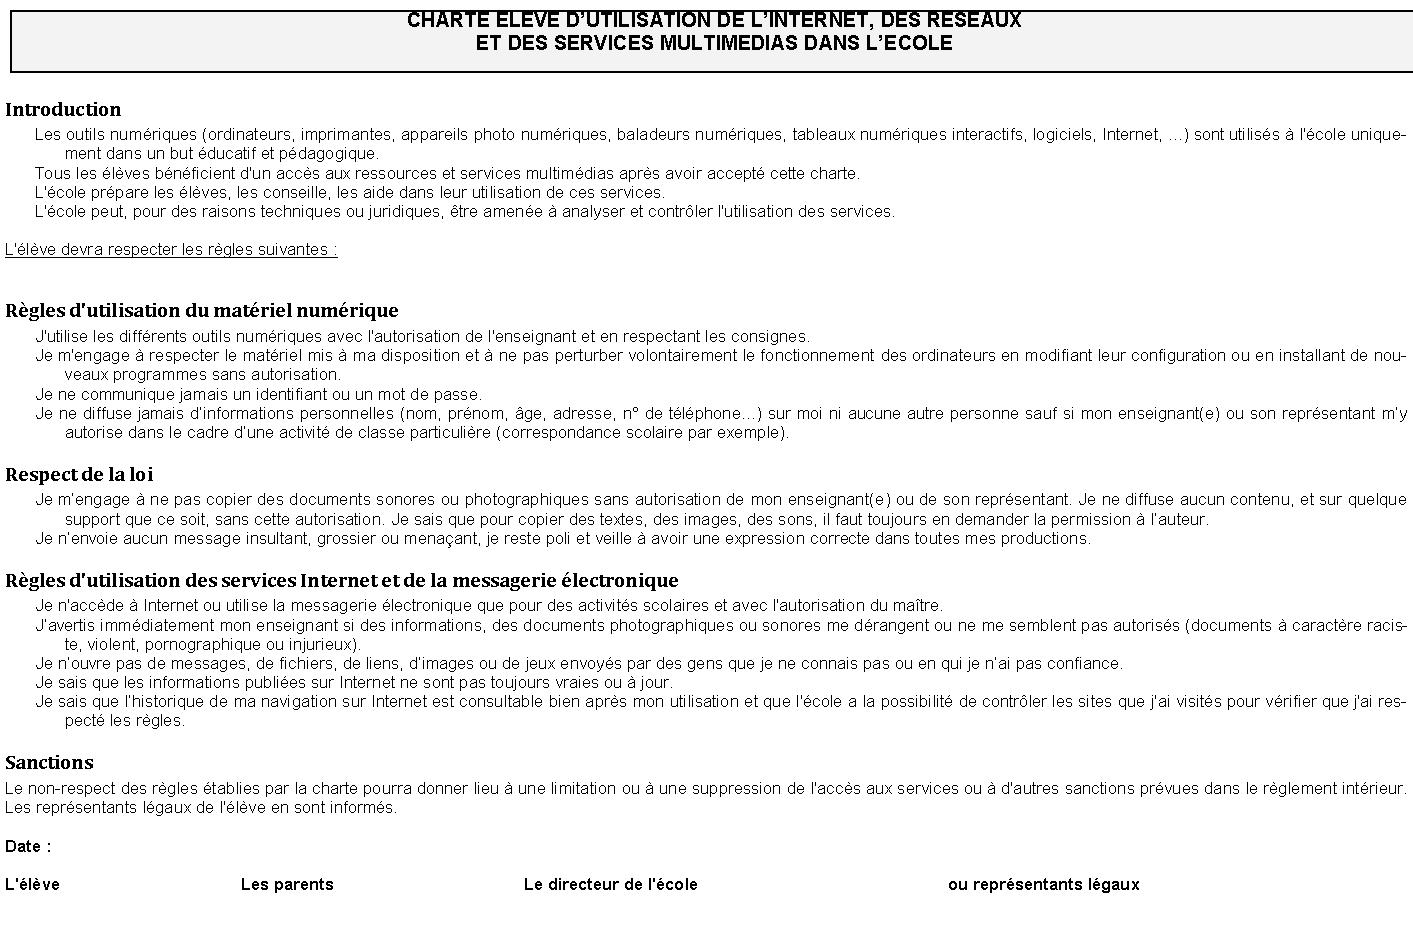 CHARTE ELEVE D’UTILISATION DE L’INTERNET, DES RESEAUX
ET DES SERVICES MULTIMEDIAS DANS L’ECOLE
Introduction
Les outils numériques (ordinateurs, imprimantes, appareils photo numériques, baladeurs numériques, tableaux numériques interactifs, logiciels, Internet, ...) sont utilisés à l'école unique-
ment dans un but éducatif et pédagogique.
Tous les élèves bénéficient d'un accès aux ressources et services multimédias après avoir accepté cette charte.
L'école prépare les élèves, les conseille, les aide dans leur utilisation de ces services.
L'école peut, pour des raisons techniques ou juridiques, être amenée à analyser et contrôler l'utilisation des services.
L'élève devra respecter les règles suivantes :
Règles d'utilisation du matériel numérique
J'utilise les différents outils numériques avec l'autorisation de l'enseignant et en respectant les consignes.
Je m'engage à respecter le matériel mis à ma disposition et à ne pas perturber volontairement le fonctionnement des ordinateurs en modifiant leur configuration ou en installant de nou-
veaux programmes sans autorisation.
Je ne communique jamais un identifiant ou un mot de passe.
Je ne diffuse jamais d’informations personnelles (nom, prénom, âge, adresse, n° de téléphone...) sur moi ni aucune autre personne sauf si mon enseignant(e) ou son représentant m’y
autorise dans le cadre d’une activité de classe particulière (correspondance scolaire par exemple).
Respect de la loi
Je m’engage à ne pas copier des documents sonores ou photographiques sans autorisation de mon enseignant(e) ou de son représentant. Je ne diffuse aucun contenu, et sur quelque
support que ce soit, sans cette autorisation. Je sais que pour copier des textes, des images, des sons, il faut toujours en demander la permission à l’auteur.
Je n’envoie aucun message insultant, grossier ou menaçant, je reste poli et veille à avoir une expression correcte dans toutes mes productions.
Règles d'utilisation des services Internet et de la messagerie électronique
Je n'accède à Internet ou utilise la messagerie électronique que pour des activités scolaires et avec l'autorisation du maître.
J’avertis immédiatement mon enseignant si des informations, des documents photographiques ou sonores me dérangent ou ne me semblent pas autorisés (documents à caractère racis-
te, violent, pornographique ou injurieux).
Je n’ouvre pas de messages, de fichiers, de liens, d’images ou de jeux envoyés par des gens que je ne connais pas ou en qui je n’ai pas confiance.
Je sais que les informations publiées sur Internet ne sont pas toujours vraies ou à jour.
Je sais que l’historique de ma navigation sur Internet est consultable bien après mon utilisation et que l'école a la possibilité de contrôler les sites que j'ai visités pour vérifier que j'ai res-
pecté les règles.
Sanctions
Le non-respect des règles établies par la charte pourra donner lieu à une limitation ou à une suppression de l'accès aux services ou à d'autres sanctions prévues dans le règlement intérieur.
Les représentants légaux de l'élève en sont informés.
Date :
L'élève Les parents Le directeur de l'école ou représentants légaux